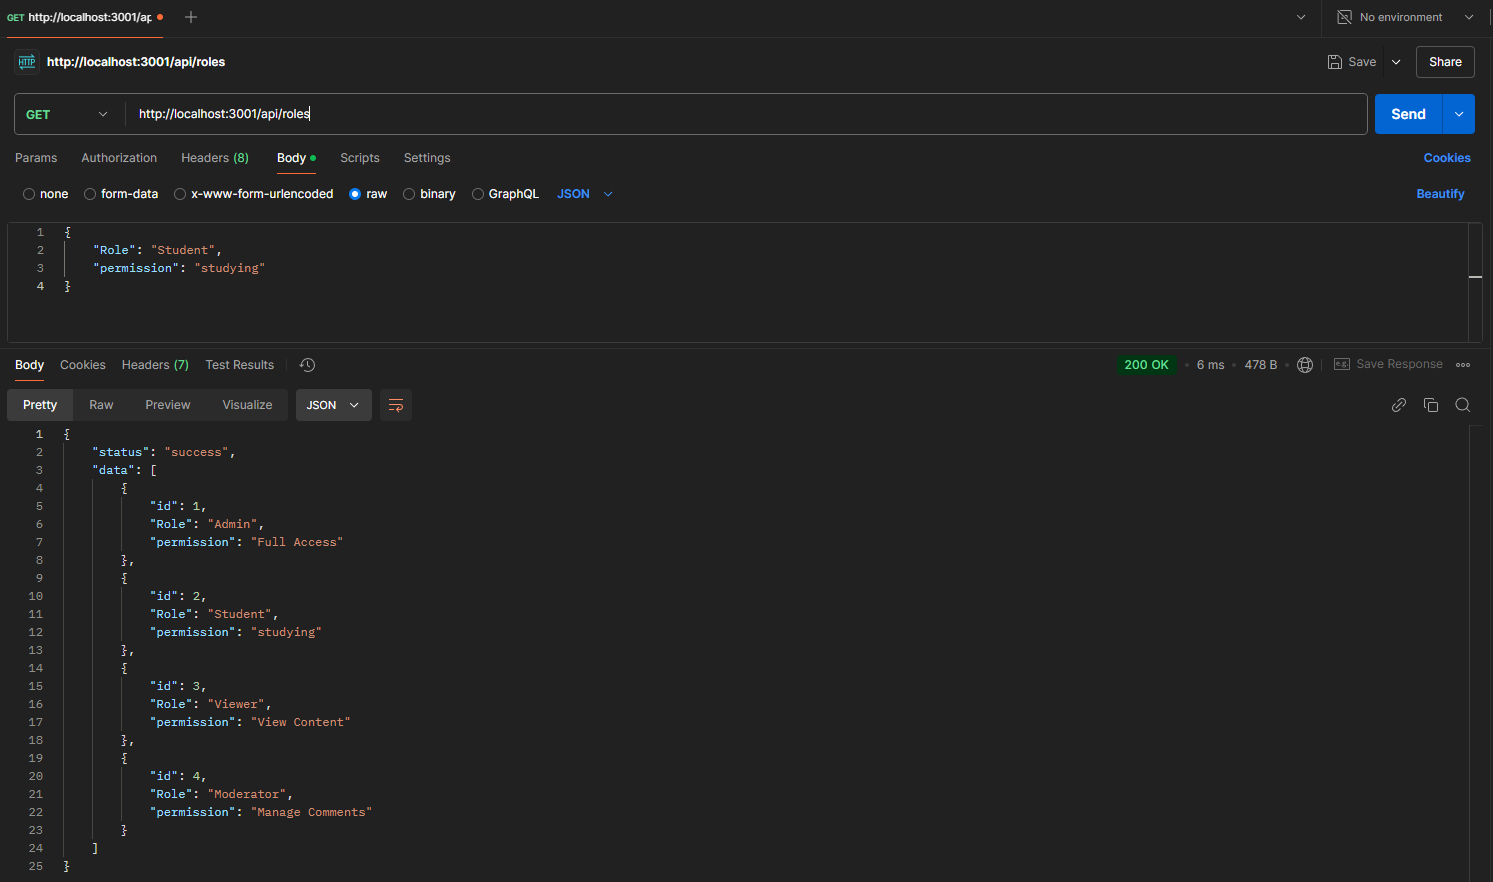 GET http://localhost:3001/ap
No environment
HTTP http://localhost:3001/api/roles
Save
Share
GET http://localhost:3001/api/roles
Send
Params Authorization Headers (8) Body Scripts Settings
Cookies
none form-data x-www-form-urlencoded raw binary GraphQL JSON
Beautify
1 {
2 "Role": "Student",
3 "permission": "studying"
4 }
Body Cookies Headers (7) Test Results
200 OK 6 ms 478 B e.g. Save Response
Pretty Raw Preview Visualize JSON
1 {
2 "status": "success",
3 "data": [
4 {
5 "id": 1,
6 "Role": "Admin",
7 "permission": "Full Access"
8 },
9 {
10 "id": 2,
11 "Role": "Student",
12 "permission": "studying"
13 },
14 {
15 "id": 3,
16 "Role": "Viewer",
17 "permission": "View Content"
18 },
19 {
20 "id": 4,
21 "Role": "Moderator",
22 "permission": "Manage Comments"
23 }
24 ]
25 }